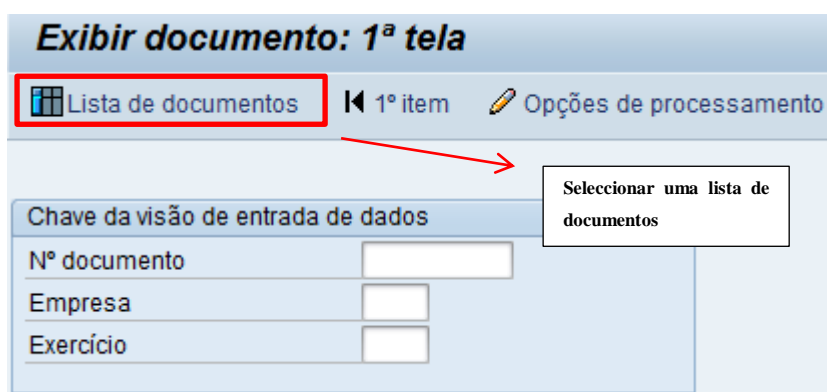 Exibir documento: 1ª tela
Lista de documentos 1º item Opções de processamento
Seleccionar uma lista de
documentos
Chave da visão de entrada de dados
Nº documento
Empresa
Exercício